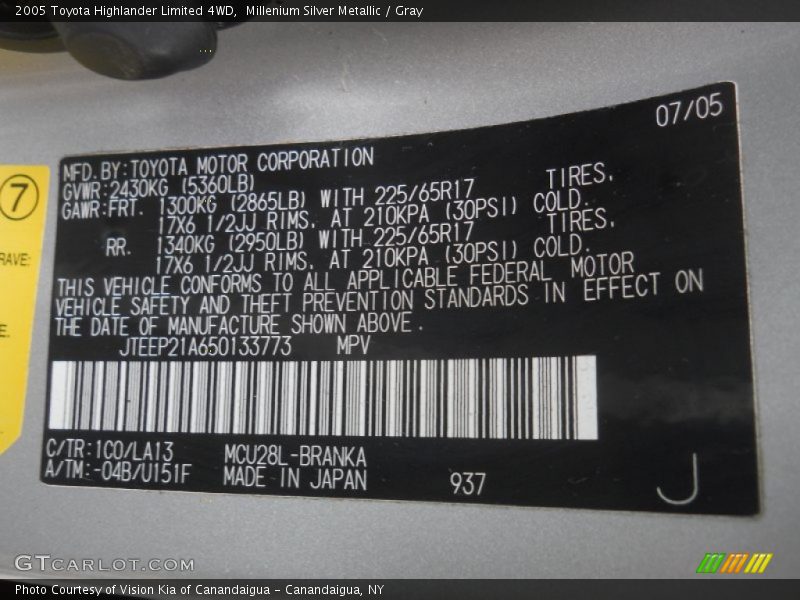 2005 Toyota Highlander Limited 4WD, Millenium Silver Metallic / Gray
07/05
MFD. BY: TOYOTA MOTOR CORPORATION
GVWR: 2430KG (5360LB)
GAWR: FRT. 1300KG (2865LB) WITH 225/65R17 TIRES,
17X6 1/2JJ RIMS, AT 210KPA (30PSI) COLD.
RR. 1340KG (2950LB) WITH 225/65R17 TIRES,
17X6 1/2JJ RIMS, AT 210KPA (30PSI) COLD.
THIS VEHICLE CONFORMS TO ALL APPLICABLE FEDERAL MOTOR
VEHICLE SAFETY AND THEFT PREVENTION STANDARDS IN EFFECT ON
THE DATE OF MANUFACTURE SHOWN ABOVE.
JTEEP21A650133773 MPV
C/TR: 1C0/LA13 MCU28L-BRANKA
A/TM: -04B/U151F MADE IN JAPAN 937
J
7
RAVE:
E.
GTCARLOT.COM
Photo Courtesy of Vision Kia of Canandaigua - Canandaigua, NY